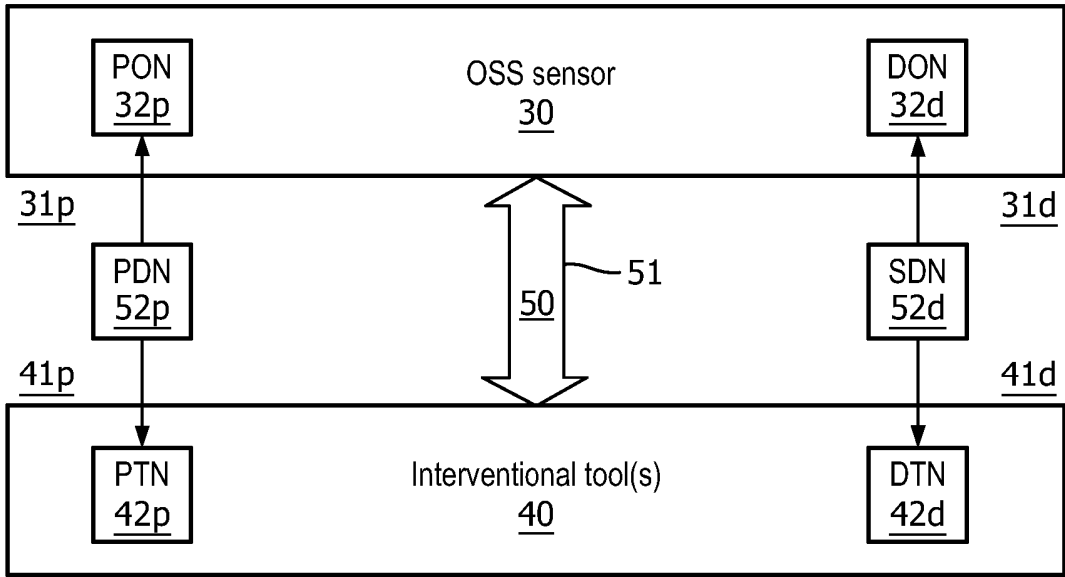 PON
32p
OSS sensor
30
DON
32d
31p
31d
PDN
52p
50
51
SDN
52d
41p
41d
PTN
42p
Interventional tool(s)
40
DTN
42d